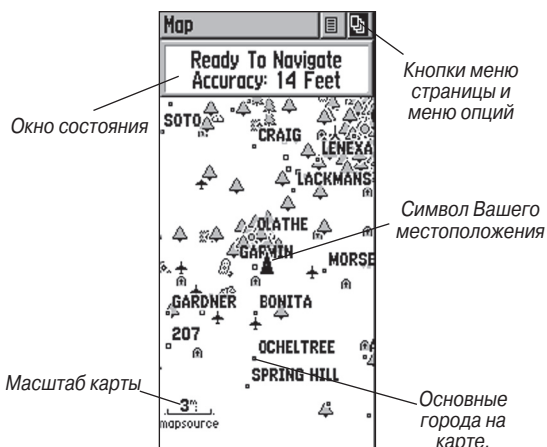 Map
Ready To Navigate
Accuracy: 14 Feet
Кнопки меню
страницы и
меню опций
Окно состояния
SOTO
CRAIG
LENEXA
LACKMANS
OLATHE
Символ Вашего
местоположения
GARMIN
MORSE
GARDNER
BONITA
207
OCHELTREE
SPRING HILL
Масштаб карты
3m
mapsource
Основные
города на
карте.